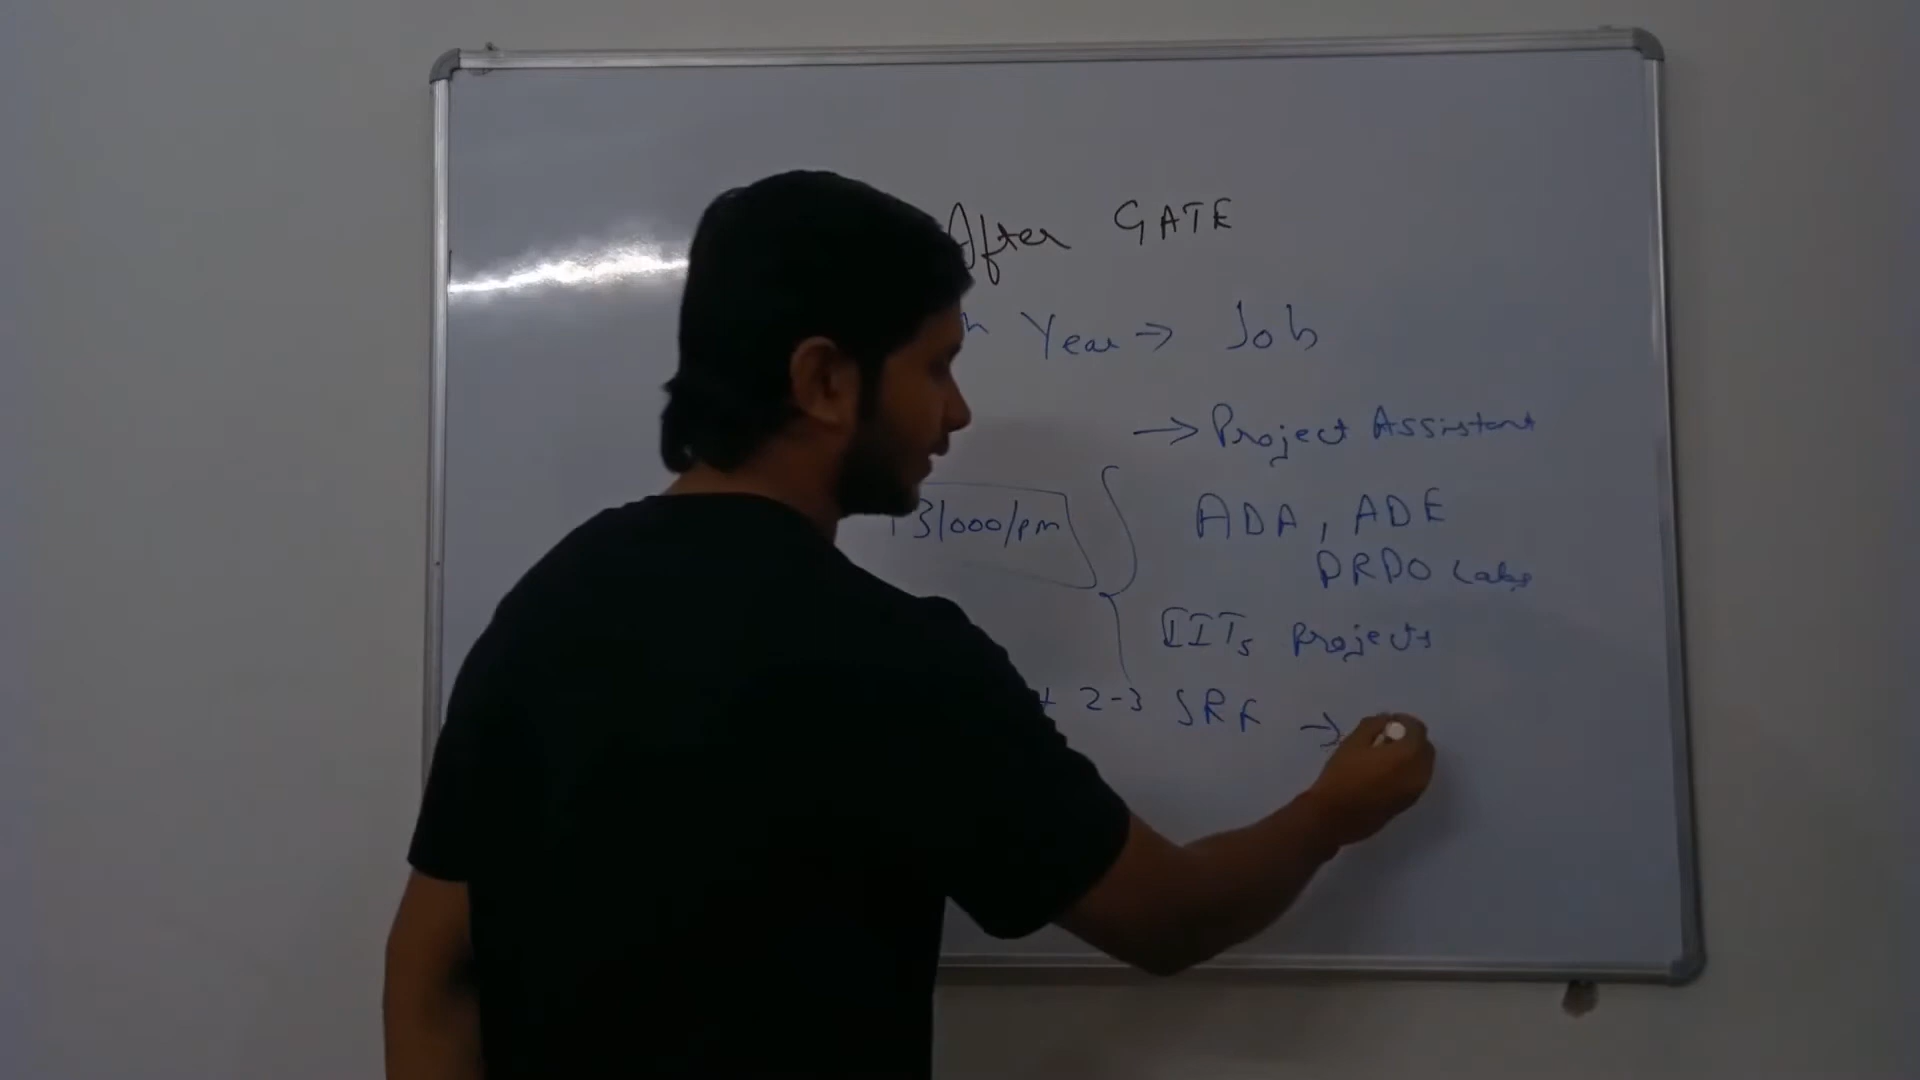 After GATE
Year → Job
→ Project Assistant
31000/pm
ADA, ADE
DRDO Labs
IITs Projects
+ 2-3 SRF →